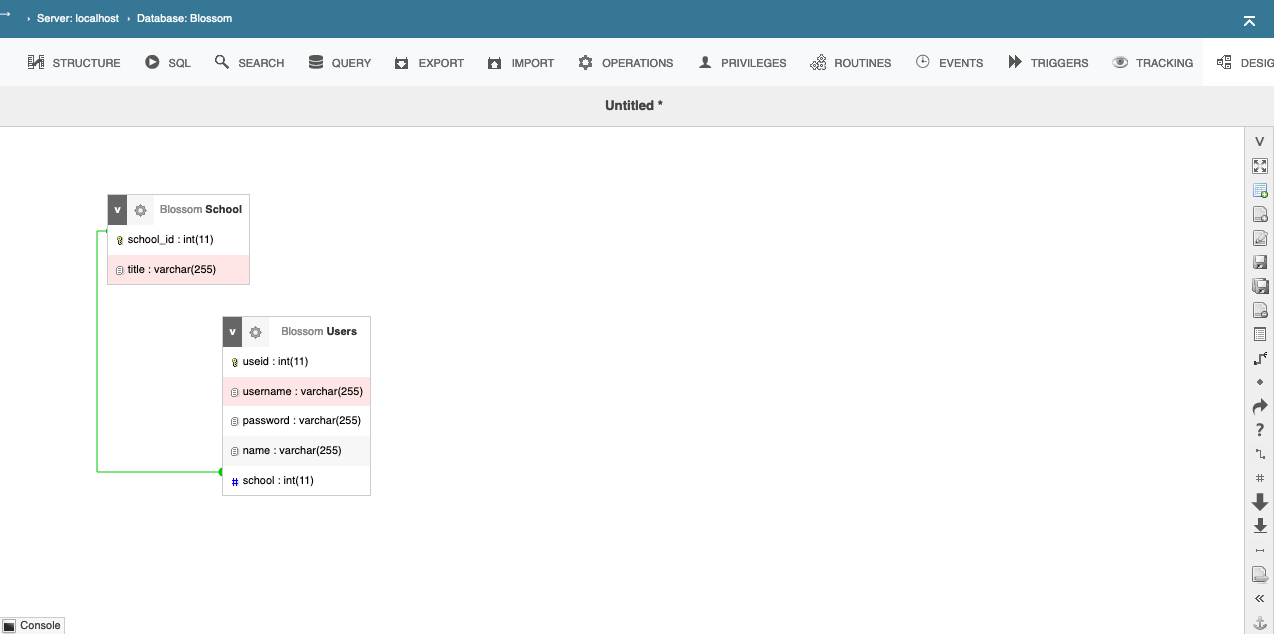 Server: localhost › Database: Blossom
STRUCTURE SQL SEARCH QUERY EXPORT IMPORT OPERATIONS PRIVILEGES ROUTINES EVENTS TRIGGERS TRACKING DESIG
Untitled *
V
v Blossom School
school_id : int(11)
title : varchar(255)
v Blossom Users
useid : int(11)
username : varchar(255)
password : varchar(255)
name : varchar(255)
# school : int(11)
?
#
Console